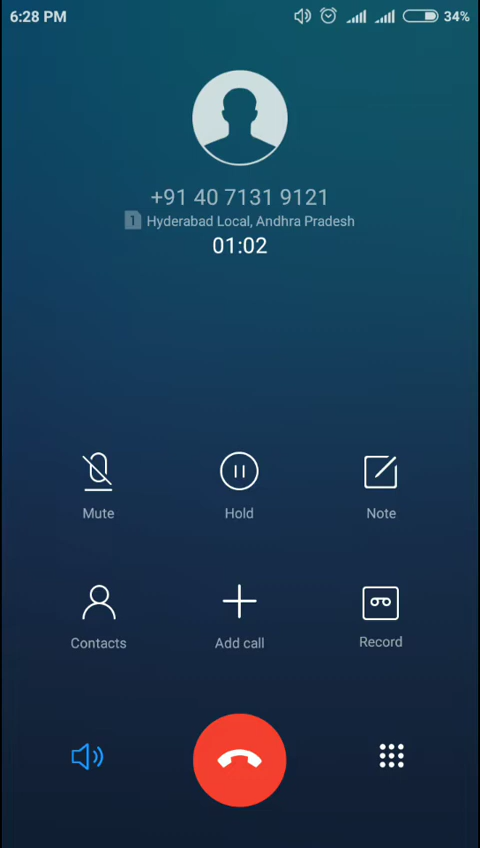 6:28 PM 34%
+91 40 7131 9121
1 Hyderabad Local, Andhra Pradesh
01:02
Mute Hold Note
Contacts Add call Record